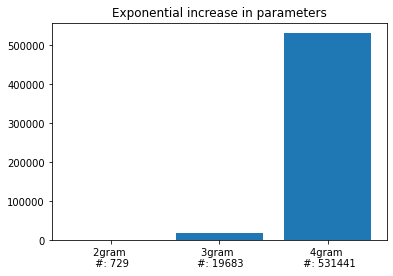 Exponential increase in parameters
500000
400000
300000
200000
100000
0
2gram 3gram 4gram
#: 729 #: 19683 #: 531441